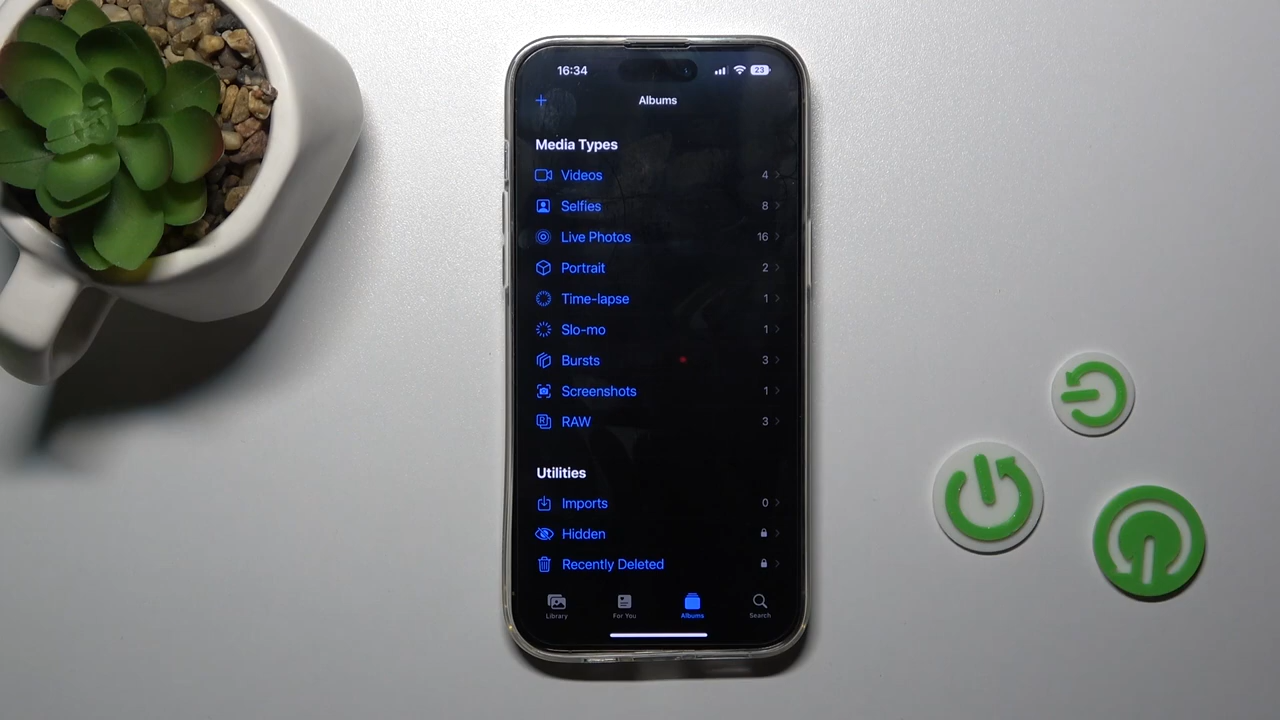 16:34
23
Albums
Media Types
Videos 4
Selfies 8
Live Photos 16
Portrait 2
Time-lapse 1
Slo-mo 1
Bursts 3
Screenshots 1
RAW 3
Utilities
Imports 0
Hidden
Recently Deleted
Library For You Albums Search